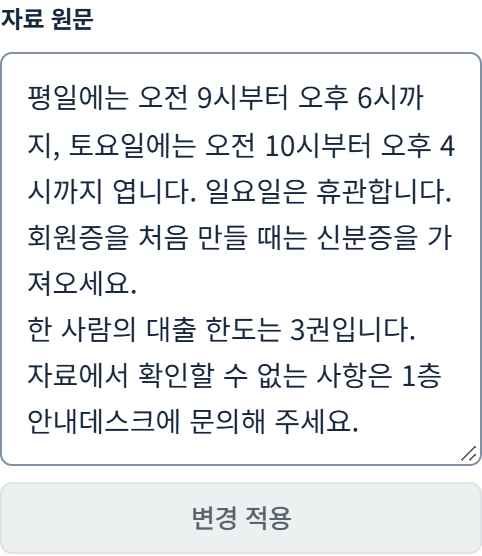 자료 원문
평일에는 오전 9시부터 오후 6시까
지, 토요일에는 오전 10시부터 오후 4
시까지 엽니다. 일요일은 휴관합니다.
회원증을 처음 만들 때는 신분증을 가
져오세요.
한 사람의 대출 한도는 3권입니다.
자료에서 확인할 수 없는 사항은 1층
안내데스크에 문의해 주세요.
변경 적용